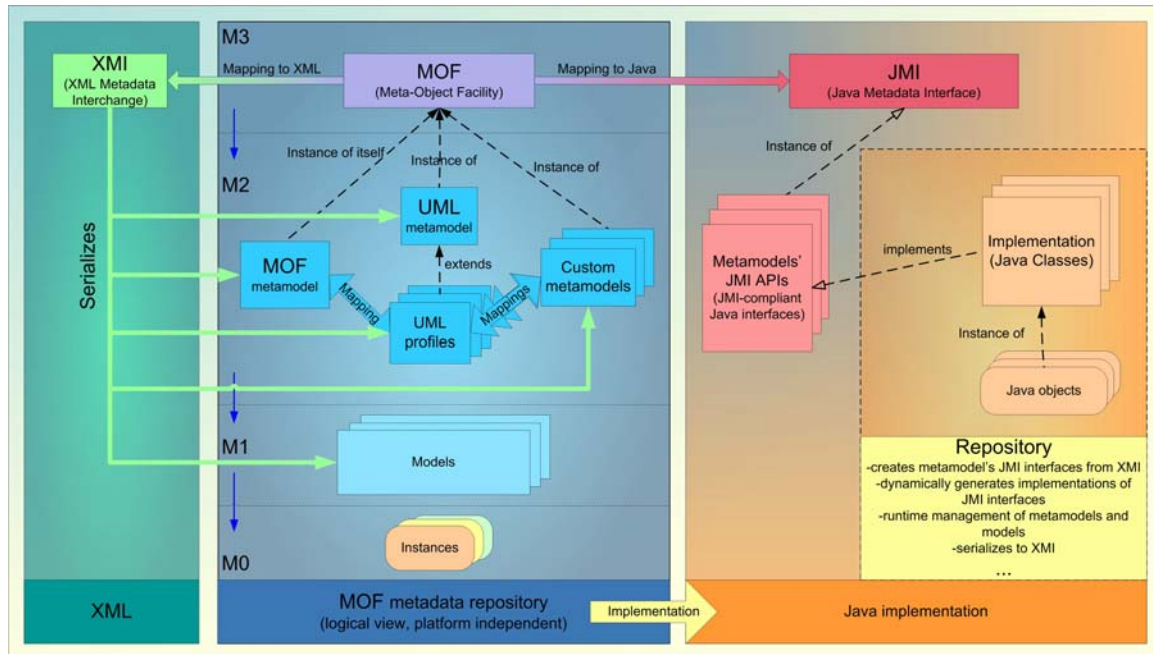 XMI
(XML Metadata
Interchange)
Serializes
XML
M3
Mapping to XML
MOF
(Meta-Object Facility)
Mapping to Java
Instance of itself
Instance of
Instance of
M2
UML
metamodel
MOF
metamodel
extends
Custom
metamodels
Mapping
Mappings
UML
profiles
M1
Models
M0
Instances
MOF metadata repository
(logical view, platform independent)
Implementation
JMI
(Java Metadata Interface)
Instance of
Metamodels'
JMI APIs
(JMI-compliant
Java interfaces)
implements
Implementation
(Java Classes)
Instance of
Java objects
Repository
-creates metamodel's JMI interfaces from XMI
-dynamically generates implementations of
JMI interfaces
-runtime management of metamodels and
models
-serializes to XMI
...
Java implementation